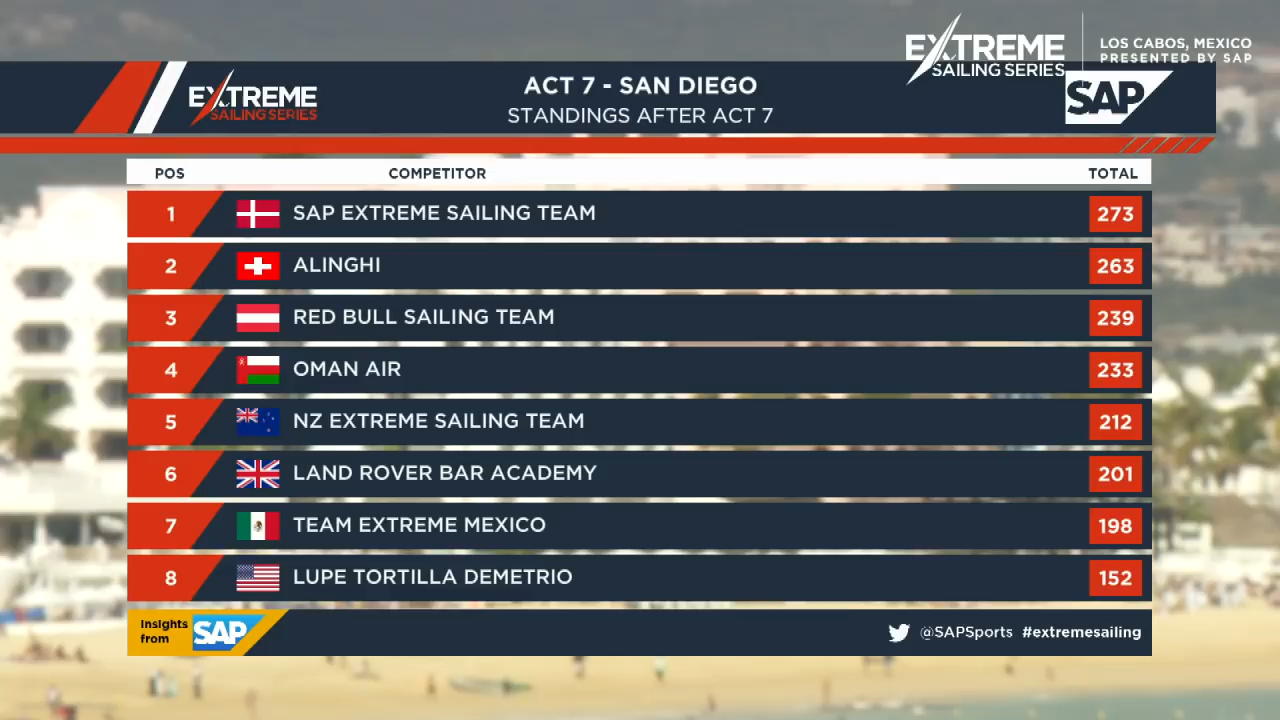 EXTREME
SAILING SERIES
LOS CABOS, MEXICO
PRESENTED BY SAP
EXTREME
SAILING SERIES
ACT 7 - SAN DIEGO
STANDINGS AFTER ACT 7
SAP
POS COMPETITOR TOTAL
1 SAP EXTREME SAILING TEAM 273
2 ALINGHI 263
3 RED BULL SAILING TEAM 239
4 OMAN AIR 233
5 NZ EXTREME SAILING TEAM 212
6 LAND ROVER BAR ACADEMY 201
7 TEAM EXTREME MEXICO 198
8 LUPE TORTILLA DEMETRIO 152
Insights
from
SAP
@SAPSports #extremesailing